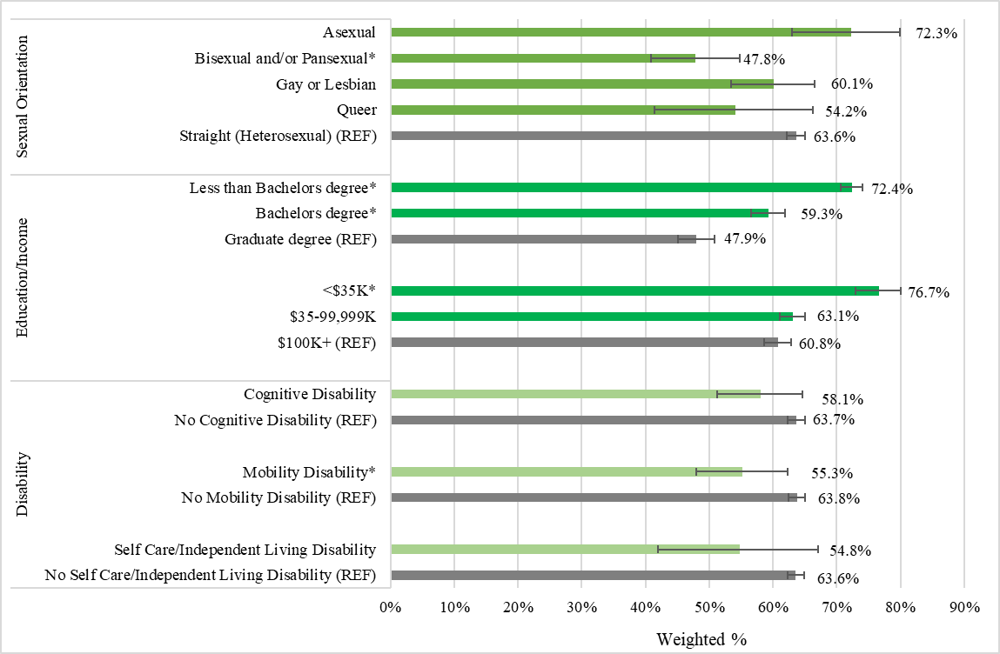 Sexual Orientation
Asexual 72.3%
Bisexual and/or Pansexual* 47.8%
Gay or Lesbian 60.1%
Queer 54.2%
Straight (Heterosexual) (REF) 63.6%
Education/Income
Less than Bachelors degree* 72.4%
Bachelors degree* 59.3%
Graduate degree (REF) 47.9%
<$35K* 76.7%
$35-99,999K 63.1%
$100K+ (REF) 60.8%
Disability
Cognitive Disability 58.1%
No Cognitive Disability (REF) 63.7%
Mobility Disability* 55.3%
No Mobility Disability (REF) 63.8%
Self Care/Independent Living Disability 54.8%
No Self Care/Independent Living Disability (REF) 63.6%
0% 10% 20% 30% 40% 50% 60% 70% 80% 90%
Weighted %